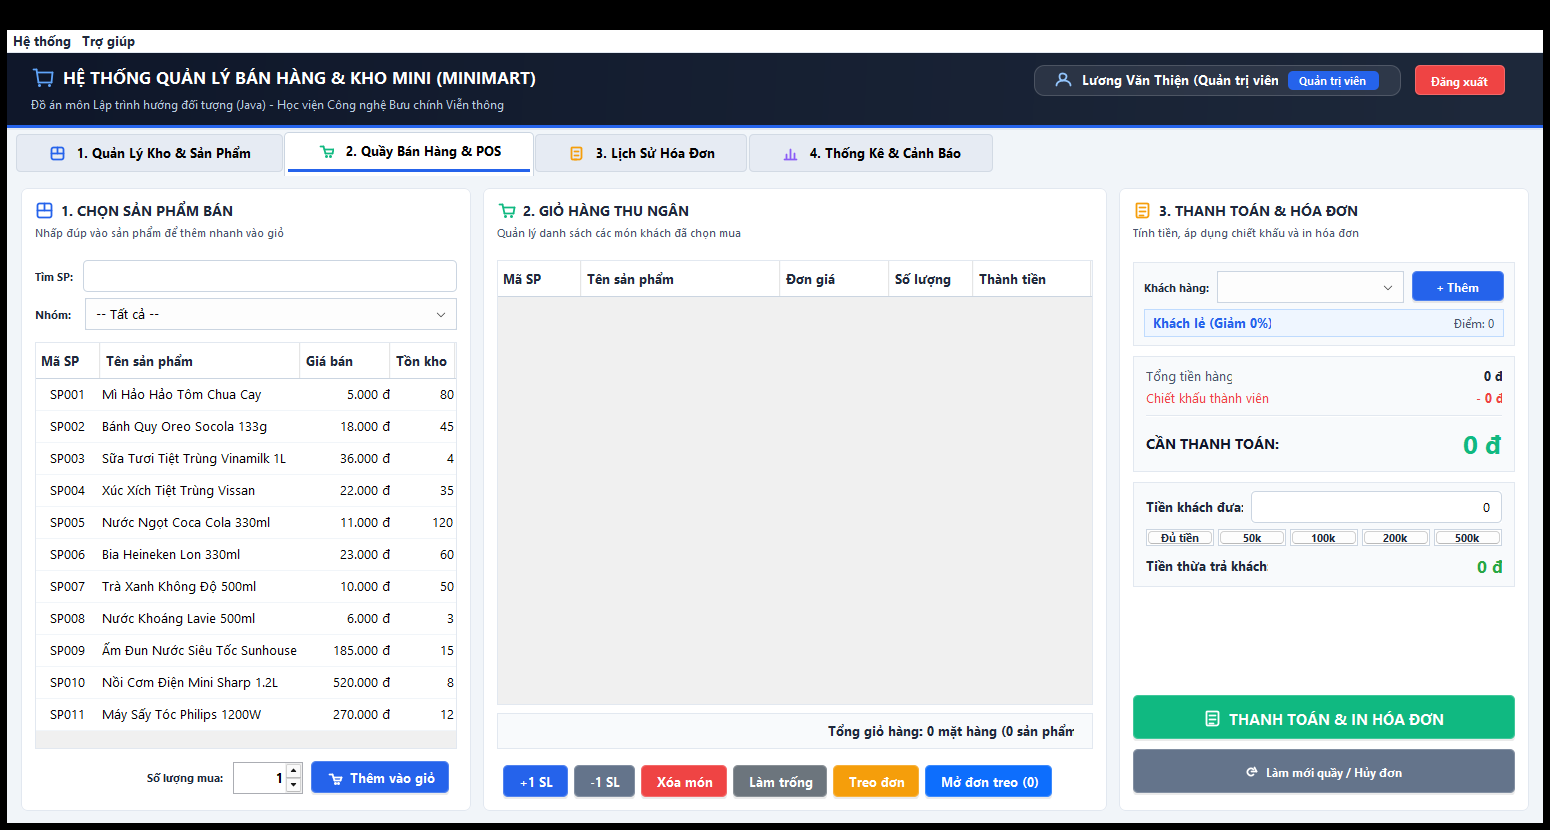 Hệ thống Trợ giúp
HỆ THỐNG QUẢN LÝ BÁN HÀNG & KHO MINI (MINIMART)
Đồ án môn Lập trình hướng đối tượng (Java) - Học viện Công nghệ Bưu chính Viễn thông
Lương Văn Thiện (Quản trị viên Quản trị viên Đăng xuất
1. Quản Lý Kho & Sản Phẩm 2. Quầy Bán Hàng & POS 3. Lịch Sử Hóa Đơn 4. Thống Kê & Cảnh Báo
1. CHỌN SẢN PHẨM BÁN
Nhấp đúp vào sản phẩm để thêm nhanh vào giỏ
Tìm SP:
Nhóm: -- Tất cả --
Mã SP Tên sản phẩm Giá bán Tồn kho
SP001 Mì Hảo Hảo Tôm Chua Cay 5.000 đ 80
SP002 Bánh Quy Oreo Socola 133g 18.000 đ 45
SP003 Sữa Tươi Tiệt Trùng Vinamilk 1L 36.000 đ 4
SP004 Xúc Xích Tiệt Trùng Vissan 22.000 đ 35
SP005 Nước Ngọt Coca Cola 330ml 11.000 đ 120
SP006 Bia Heineken Lon 330ml 23.000 đ 60
SP007 Trà Xanh Không Độ 500ml 10.000 đ 50
SP008 Nước Khoáng Lavie 500ml 6.000 đ 3
SP009 Ấm Đun Nước Siêu Tốc Sunhouse 185.000 đ 15
SP010 Nồi Cơm Điện Mini Sharp 1.2L 520.000 đ 8
SP011 Máy Sấy Tóc Philips 1200W 270.000 đ 12
Số lượng mua: 1 Thêm vào giỏ
2. GIỎ HÀNG THU NGÂN
Quản lý danh sách các món khách đã chọn mua
Mã SP Tên sản phẩm Đơn giá Số lượng Thành tiền
Tổng giỏ hàng: 0 mặt hàng (0 sản phẩm
+1 SL -1 SL Xóa món Làm trống Treo đơn Mở đơn treo (0)
3. THANH TOÁN & HÓA ĐƠN
Tính tiền, áp dụng chiết khấu và in hóa đơn
Khách hàng: + Thêm
Khách lẻ (Giảm 0%) Điểm: 0
Tổng tiền hàng 0 đ
Chiết khấu thành viên - 0 đ
CẦN THANH TOÁN: 0 đ
Tiền khách đưa: 0
Đủ tiền 50k 100k 200k 500k
Tiền thừa trả khách 0 đ
THANH TOÁN & IN HÓA ĐƠN
Làm mới quầy / Hủy đơn